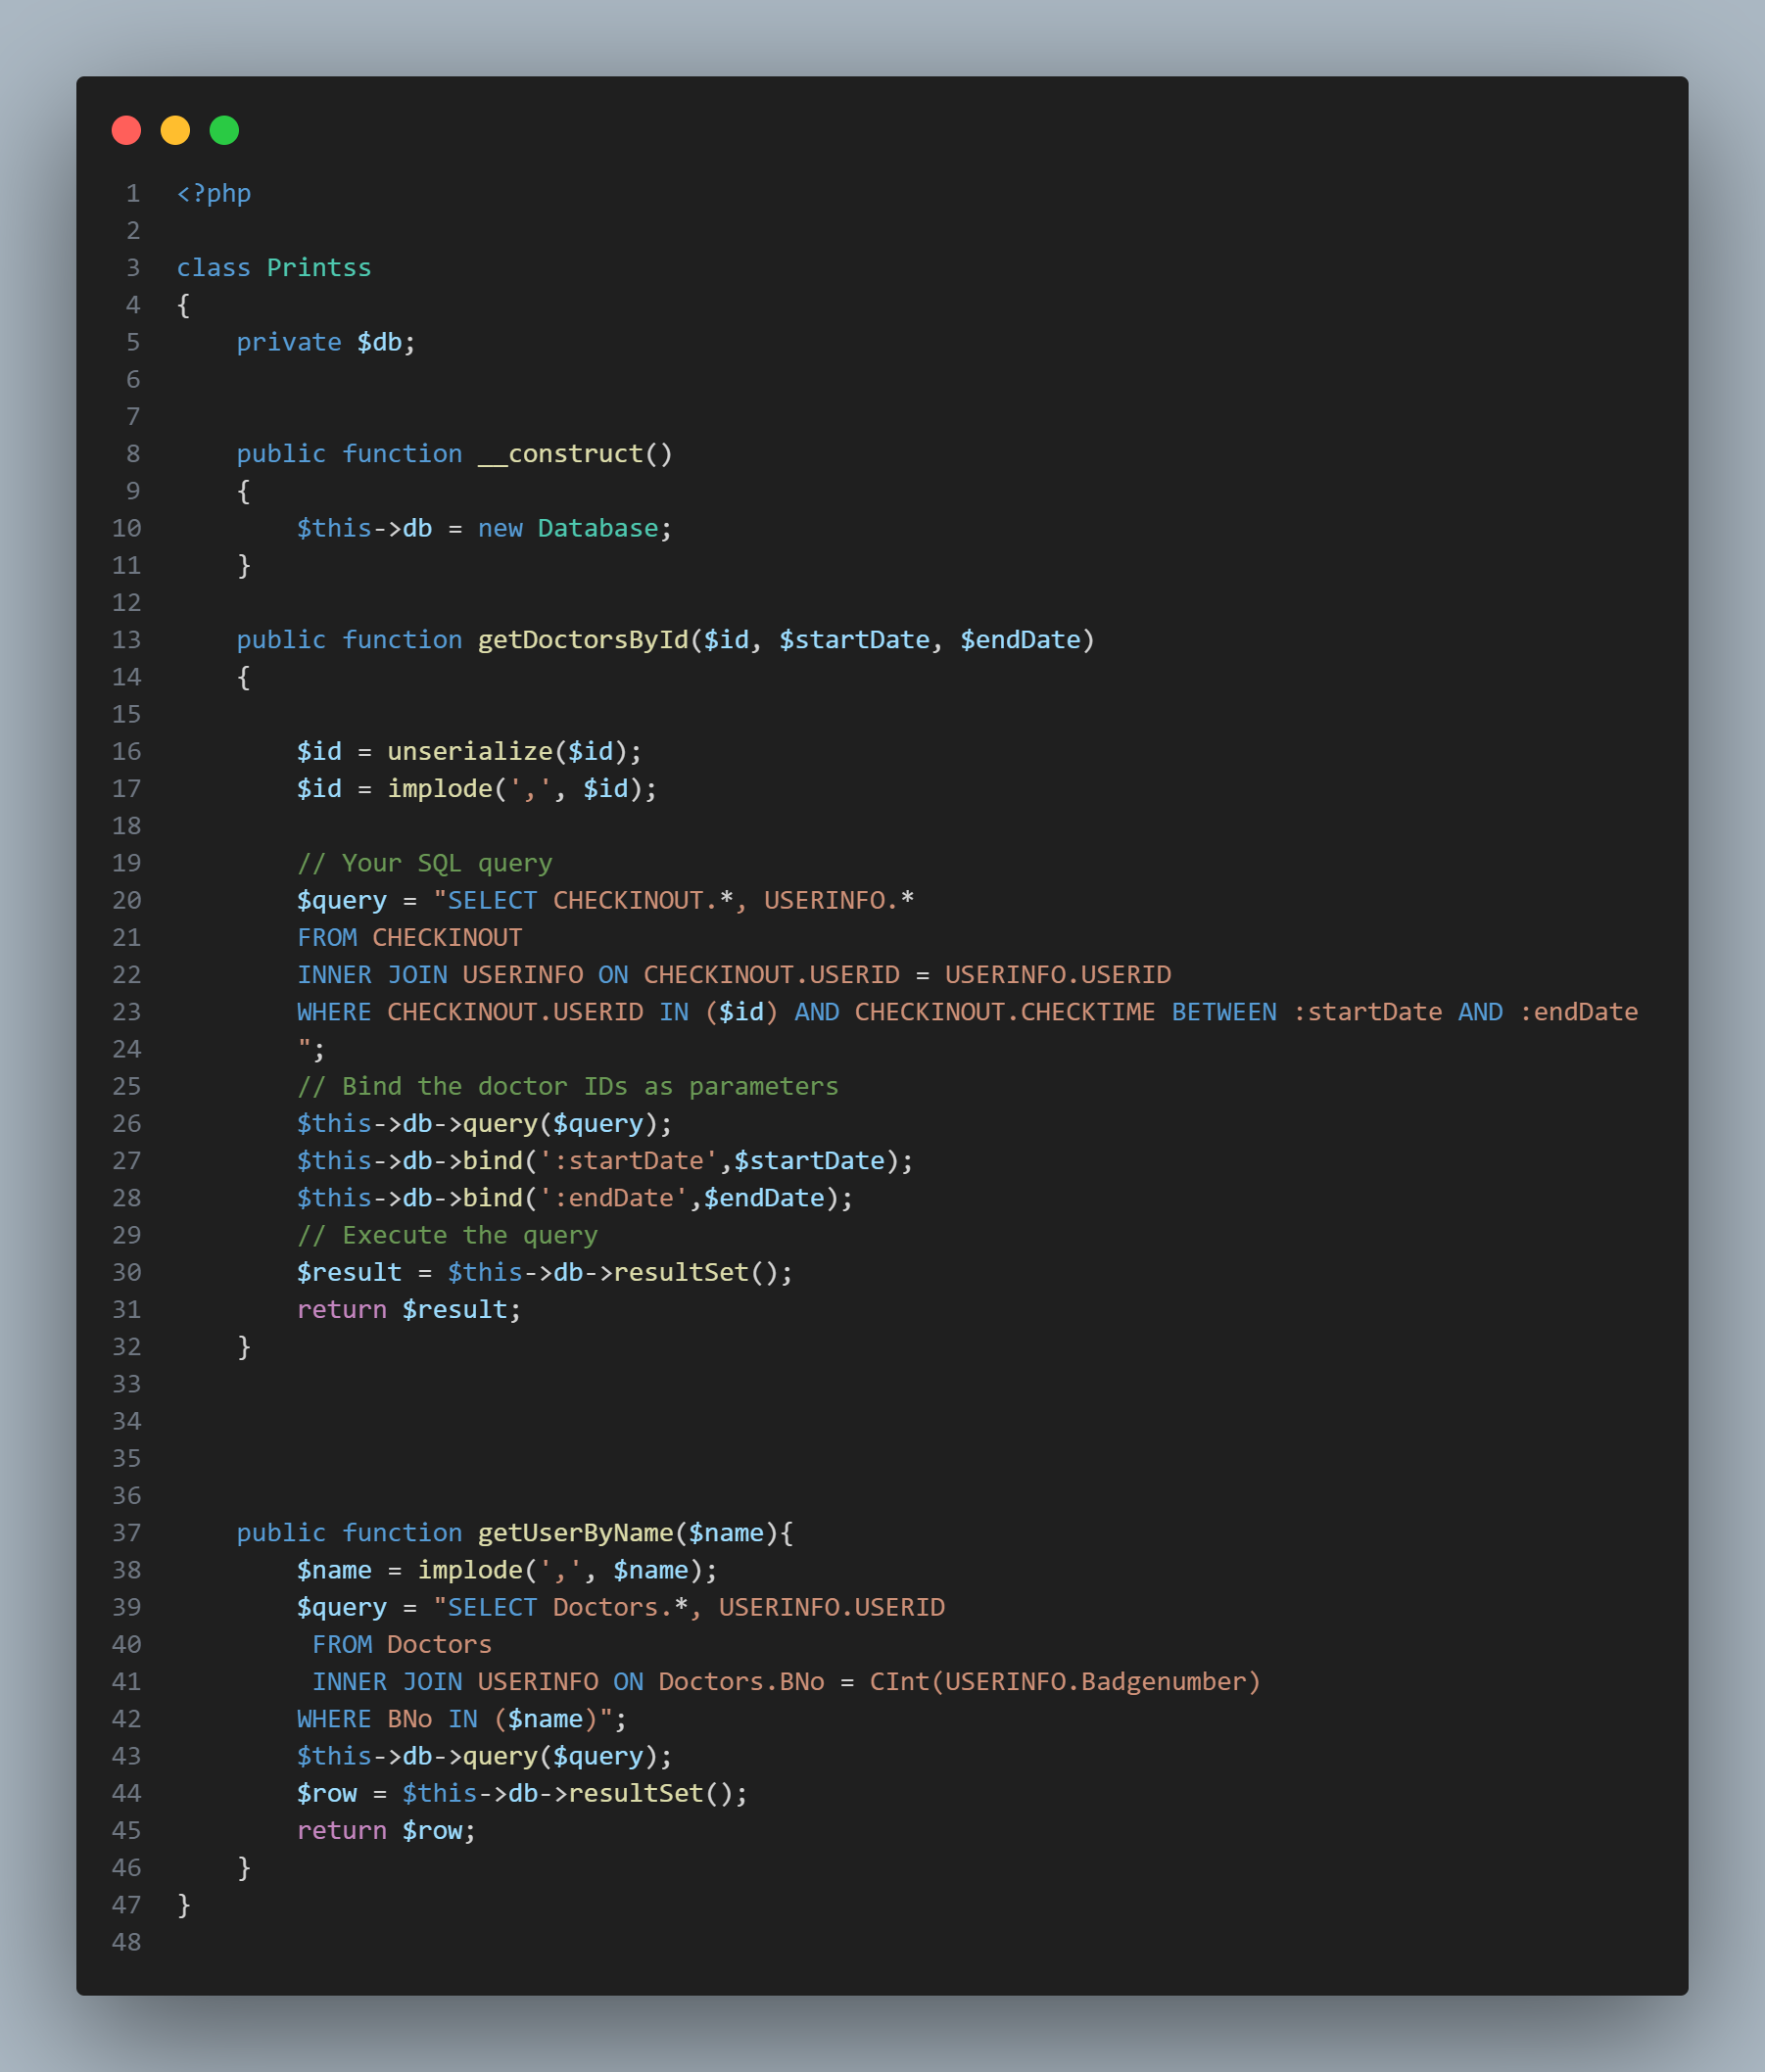 1 <?php
2
3 class Printss
4 {
5     private $db;
6
7
8     public function __construct()
9     {
10         $this->db = new Database;
11     }
12
13     public function getDoctorsById($id, $startDate, $endDate)
14     {
15
16         $id = unserialize($id);
17         $id = implode(',', $id);
18
19         // Your SQL query
20         $query = "SELECT CHECKINOUT.*, USERINFO.*
21         FROM CHECKINOUT
22         INNER JOIN USERINFO ON CHECKINOUT.USERID = USERINFO.USERID
23         WHERE CHECKINOUT.USERID IN ($id) AND CHECKINOUT.CHECKTIME BETWEEN :startDate AND :endDate
24         ";
25         // Bind the doctor IDs as parameters
26         $this->db->query($query);
27         $this->db->bind(':startDate',$startDate);
28         $this->db->bind(':endDate',$endDate);
29         // Execute the query
30         $result = $this->db->resultSet();
31         return $result;
32     }
33
34
35
36
37     public function getUserByName($name){
38         $name = implode(',', $name);
39         $query = "SELECT Doctors.*, USERINFO.USERID
40          FROM Doctors
41          INNER JOIN USERINFO ON Doctors.BNo = CInt(USERINFO.Badgenumber)
42         WHERE BNo IN ($name)";
43         $this->db->query($query);
44         $row = $this->db->resultSet();
45         return $row;
46     }
47 }
48